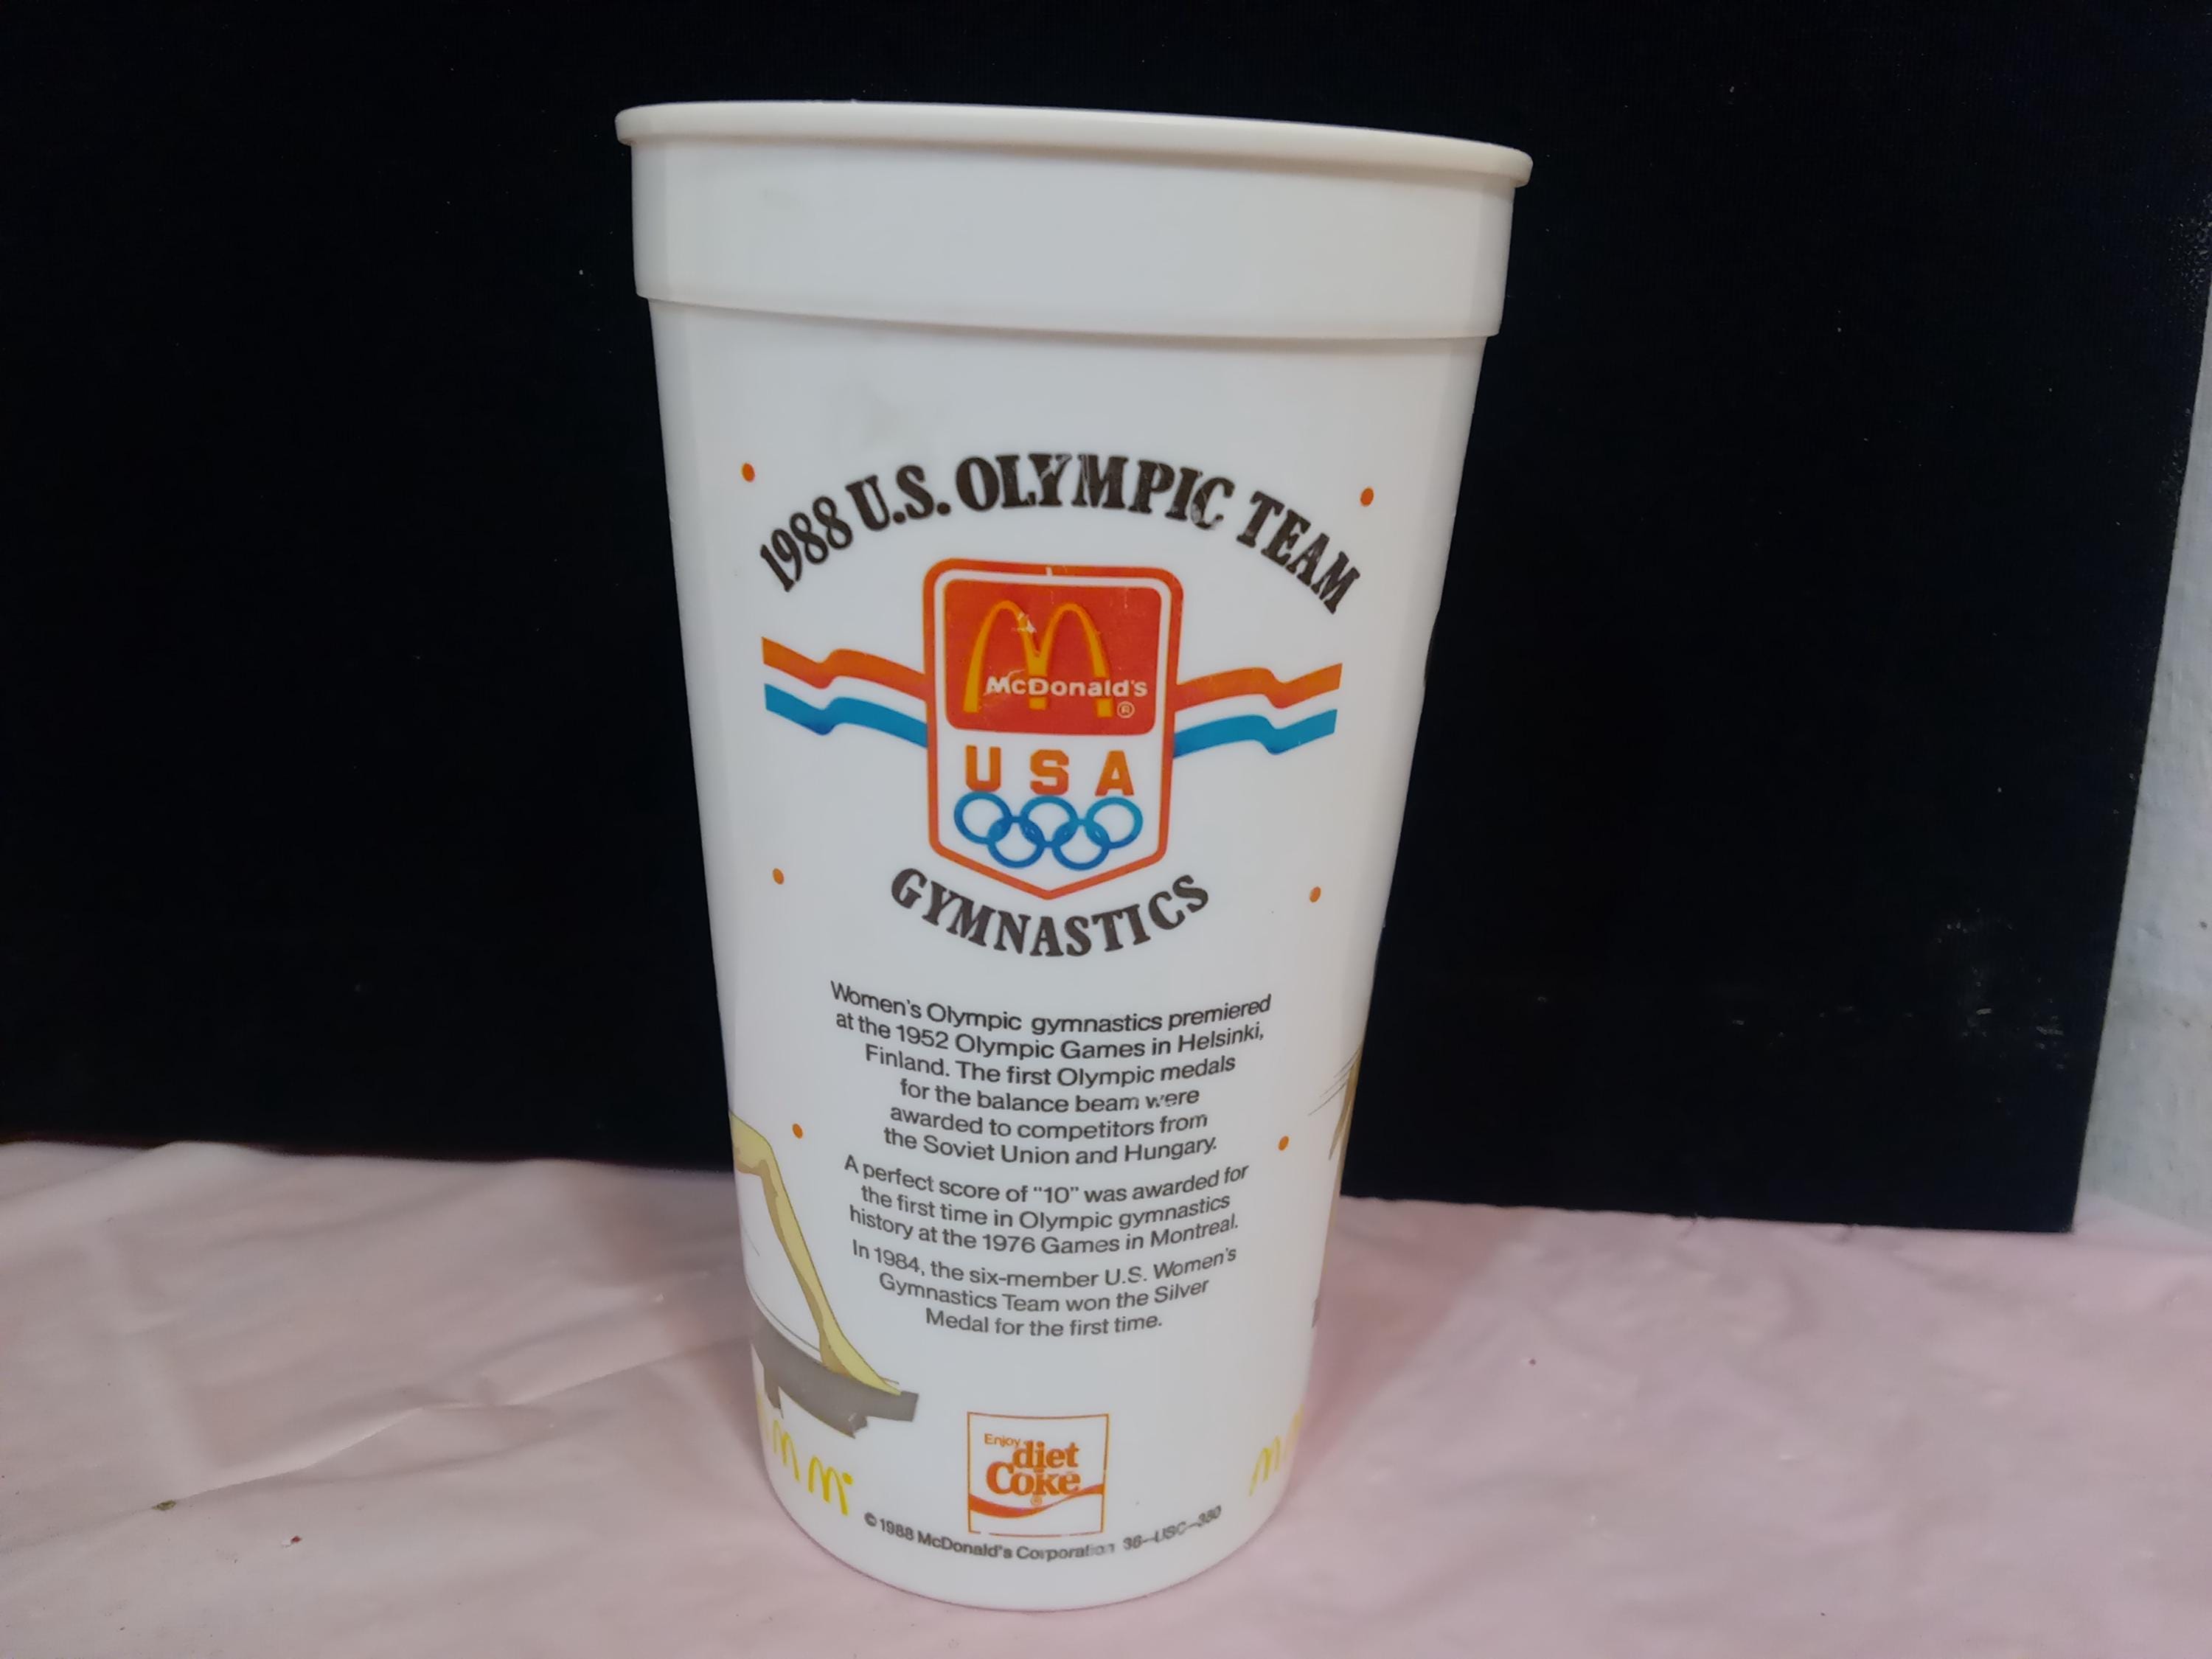 1988 U.S. OLYMPIC TEAM
McDonald's
®
USA
GYMNASTICS
Women's Olympic gymnastics premiered
at the 1952 Olympic Games in Helsinki,
Finland. The first Olympic medals
for the balance beam were
awarded to competitors from
the Soviet Union and Hungary.
A perfect score of "10" was awarded for
the first time in Olympic gymnastics
history at the 1976 Games in Montreal.
In 1984, the six-member U.S. Women's
Gymnastics Team won the Silver
Medal for the first time.
Enjoy
diet
Coke
®
© 1988 McDonald's Corporation